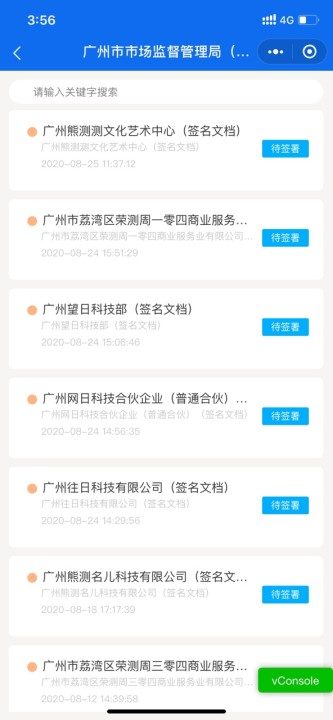 3:56
4G
广州市市场监督管理局（...
请输入关键字搜索
广州熊测测文化艺术中心（签名文档）
广州熊测测文化艺术中心（签名文档）
待签署
2020-08-25 11:37:12
广州市荔湾区荣测周一零四商业服务...
广州市荔湾区荣测周一零四商业服务业有限公司...
待签署
2020-08-24 15:51:29
广州望日科技部（签名文档）
广州望日科技部（签名文档）
待签署
2020-08-24 15:06:46
广州网日科技合伙企业（普通合伙）...
广州网日科技合伙企业（普通合伙）（签名文档）
待签署
2020-08-24 14:56:35
广州往日科技有限公司（签名文档）
广州往日科技有限公司（签名文档）
待签署
2020-08-24 14:29:56
广州熊测名儿科技有限公司（签名文...
广州熊测名儿科技有限公司（签名文档）
待签署
2020-08-18 17:17:39
广州市荔湾区荣测周三零四商业服务...
广州市荔湾区荣测周三零四商业服务业有限公司...
2020-08-12 14:39:58
vConsole